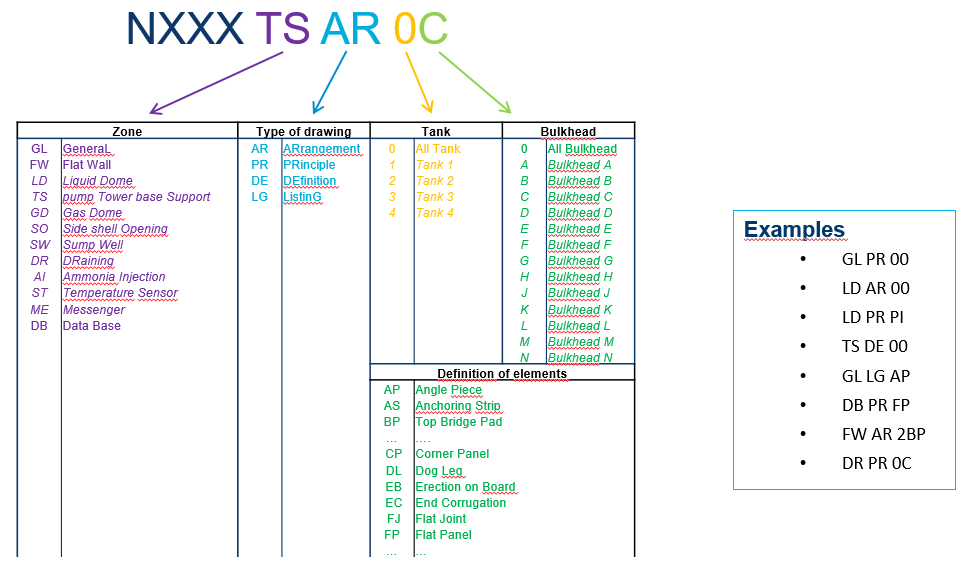 NXXX TS AR 0C
Zone Type of drawing Tank Bulkhead
GL GeneraL AR ARrangement 0 All Tank 0 All Bulkhead
FW Flat Wall PR PRinciple 1 Tank 1 A Bulkhead A
LD Liquid Dome DE DEfinition 2 Tank 2 B Bulkhead B
TS pump Tower base Support LG ListinG 3 Tank 3 C Bulkhead C
GD Gas Dome 4 Tank 4 D Bulkhead D
SO Side shell Opening E Bulkhead E
SW Sump Well F Bulkhead F
DR DRaining G Bulkhead G
AI Ammonia Injection H Bulkhead H
ST Temperature Sensor J Bulkhead J
ME Messenger K Bulkhead K
DB Data Base L Bulkhead L
M Bulkhead M
N Bulkhead N
Definition of elements
AP Angle Piece
AS Anchoring Strip
BP Top Bridge Pad
... ....
CP Corner Panel
DL Dog Leg
EB Erection on Board
EC End Corrugation
FJ Flat Joint
FP Flat Panel
... ...
Examples
• GL PR 00
• LD AR 00
• LD PR PI
• TS DE 00
• GL LG AP
• DB PR FP
• FW AR 2BP
• DR PR 0C